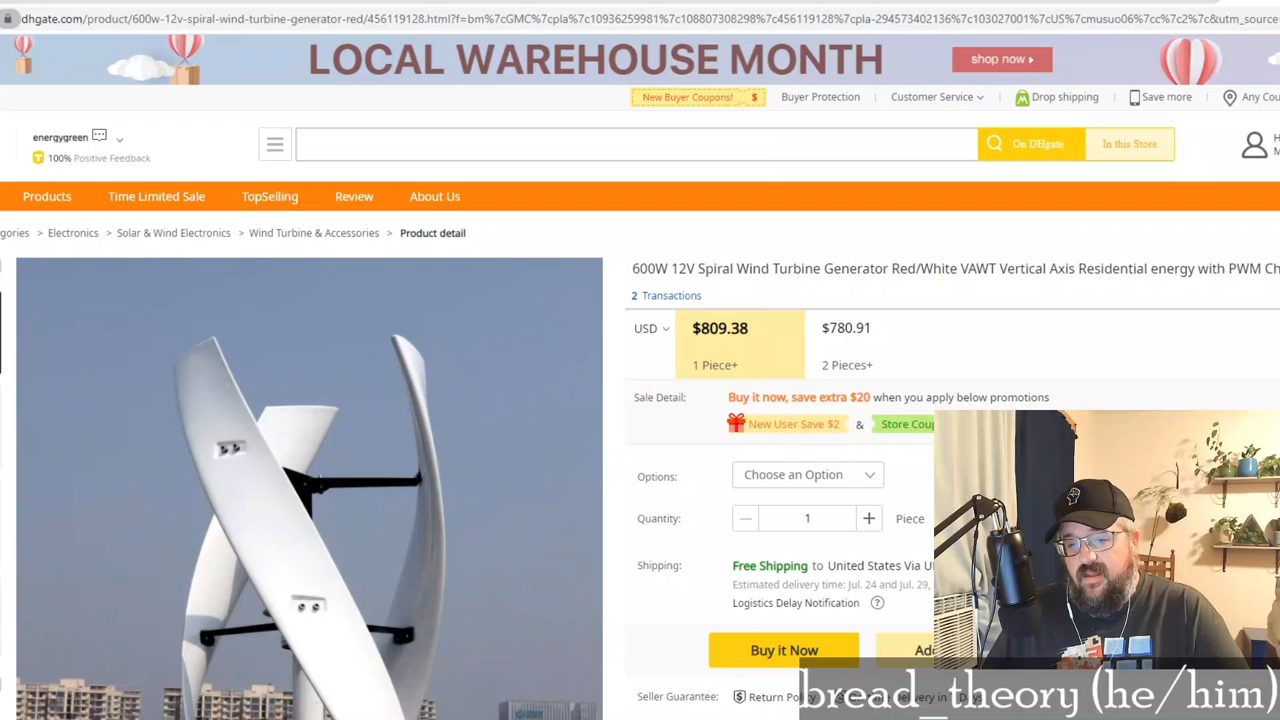 dhgate.com/product/600w-12v-spiral-wind-turbine-generator-red/456119128.html?f=bm%7cGMC%7cpla%7c10936259981%7c108807308298%7c456119128%7cpla-294573402136%7c103027001%7cUS%7cmusuo06%7cc%7c2%7c&utm_source
LOCAL WAREHOUSE MONTH
shop now
New Buyer Coupons! $
Buyer Protection
Customer Service
Drop shipping
Save more
Any Cou
energygreen
100% Positive Feedback
On DHgate
In this Store
Products
Time Limited Sale
TopSelling
Review
About Us
gories > Electronics > Solar & Wind Electronics > Wind Turbine & Accessories > Product detail
600W 12V Spiral Wind Turbine Generator Red/White VAWT Vertical Axis Residential energy with PWM Ch
2 Transactions
USD
$809.38
$780.91
1 Piece+
2 Pieces+
Sale Detail:
Buy it now, save extra $20 when you apply below promotions
New User Save $2 & Store Coup
Options:
Choose an Option
Quantity:
1
Piece
Shipping:
Free Shipping to United States Via U
Estimated delivery time: Jul. 24 and Jul. 29,
Logistics Delay Notification
Buy it Now
Ad
Seller Guarantee:
Return Poli
Delivery in
bread_theory (he/him)